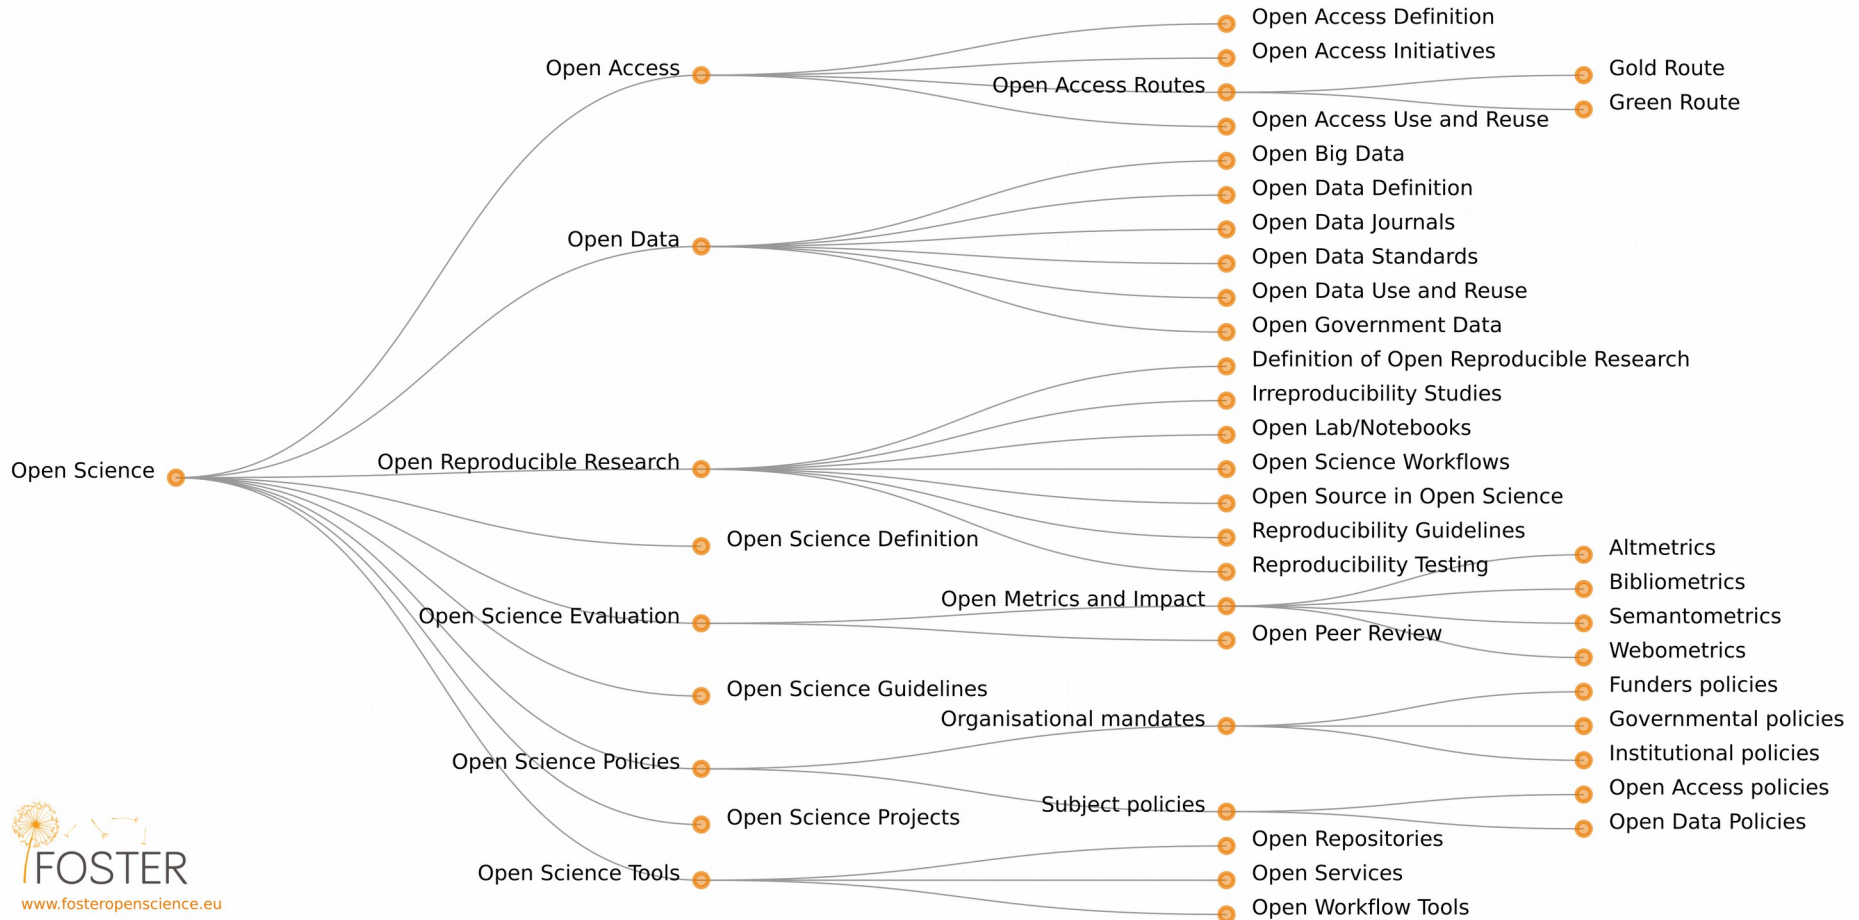 Open Science
Open Access
Open Access Definition
Open Access Initiatives
Open Access Routes
Gold Route
Green Route
Open Access Use and Reuse
Open Data
Open Big Data
Open Data Definition
Open Data Journals
Open Data Standards
Open Data Use and Reuse
Open Government Data
Open Reproducible Research
Definition of Open Reproducible Research
Irreproducibility Studies
Open Lab/Notebooks
Open Science Workflows
Open Source in Open Science
Reproducibility Guidelines
Reproducibility Testing
Open Science Definition
Open Science Evaluation
Open Metrics and Impact
Altmetrics
Bibliometrics
Semantometrics
Webometrics
Open Peer Review
Open Science Guidelines
Open Science Policies
Organisational mandates
Funders policies
Governmental policies
Institutional policies
Subject policies
Open Access policies
Open Data Policies
Open Science Projects
Open Science Tools
Open Repositories
Open Services
Open Workflow Tools
FOSTER
www.fosteropenscience.eu